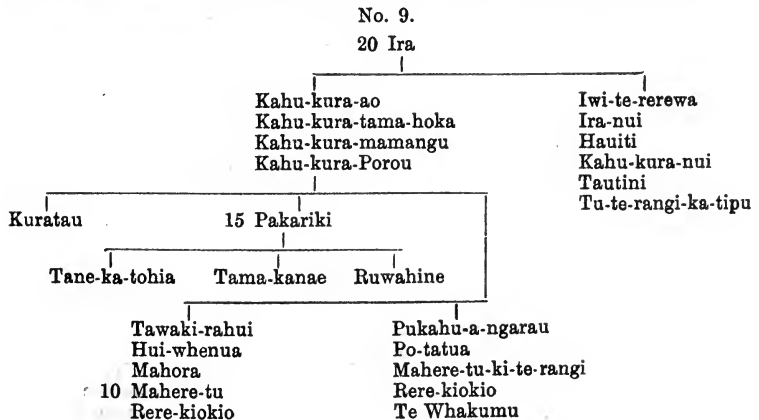 No. 9.
20 Ira
Kahu-kura-ao Iwi-te-rerewa
Kahu-kura-tama-hoka Ira-nui
Kahu-kura-mamangu Hauiti
Kahu-kura-Porou Kahu-kura-nui
Tautini
Kuratau 15 Pakariki Tu-te-rangi-ka-tipu
Tane-ka-tohia Tama-kanae Ruwahine
Tawaki-rahui Pukahu-a-ngarau
Hui-whenua Po-tatua
Mahora Mahere-tu-ki-te-rangi
10 Mahere-tu Rere-kiokio
Rere-kiokio Te Whakumu